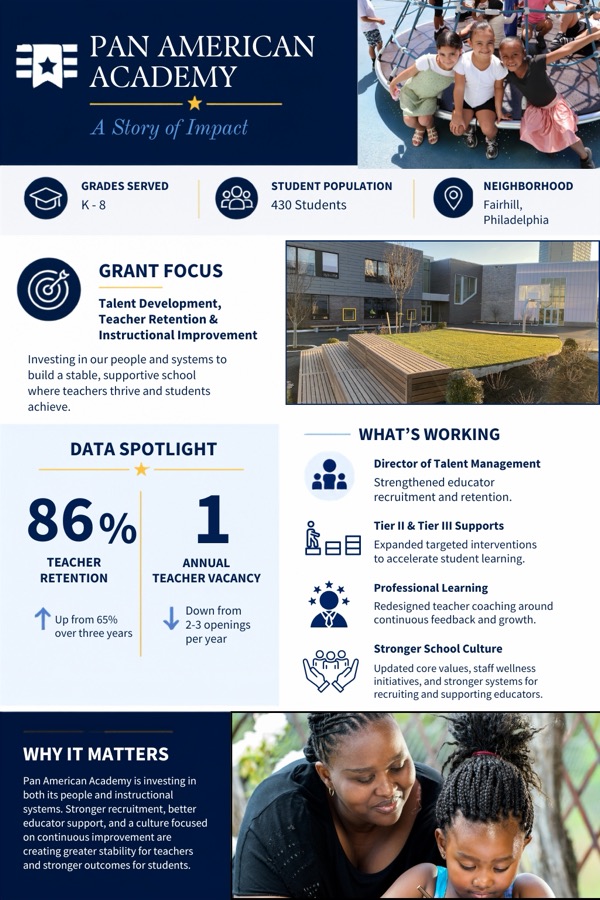 PAN AMERICAN
ACADEMY
A Story of Impact
GRADES SERVED
K - 8
STUDENT POPULATION
430 Students
NEIGHBORHOOD
Fairhill,
Philadelphia
GRANT FOCUS
Talent Development,
Teacher Retention &
Instructional Improvement
Investing in our people and systems to
build a stable, supportive school
where teachers thrive and students
achieve.
DATA SPOTLIGHT
86%
TEACHER
RETENTION
Up from 65%
over three years
1
ANNUAL
TEACHER VACANCY
Down from
2-3 openings
per year
WHAT'S WORKING
Director of Talent Management
Strengthened educator
recruitment and retention.
Tier II & Tier III Supports
Expanded targeted interventions
to accelerate student learning.
Professional Learning
Redesigned teacher coaching around
continuous feedback and growth.
Stronger School Culture
Updated core values, staff wellness
initiatives, and stronger systems for
recruiting and supporting educators.
WHY IT MATTERS
Pan American Academy is investing in
both its people and instructional
systems. Stronger recruitment, better
educator support, and a culture focused
on continuous improvement are
creating greater stability for teachers
and stronger outcomes for students.